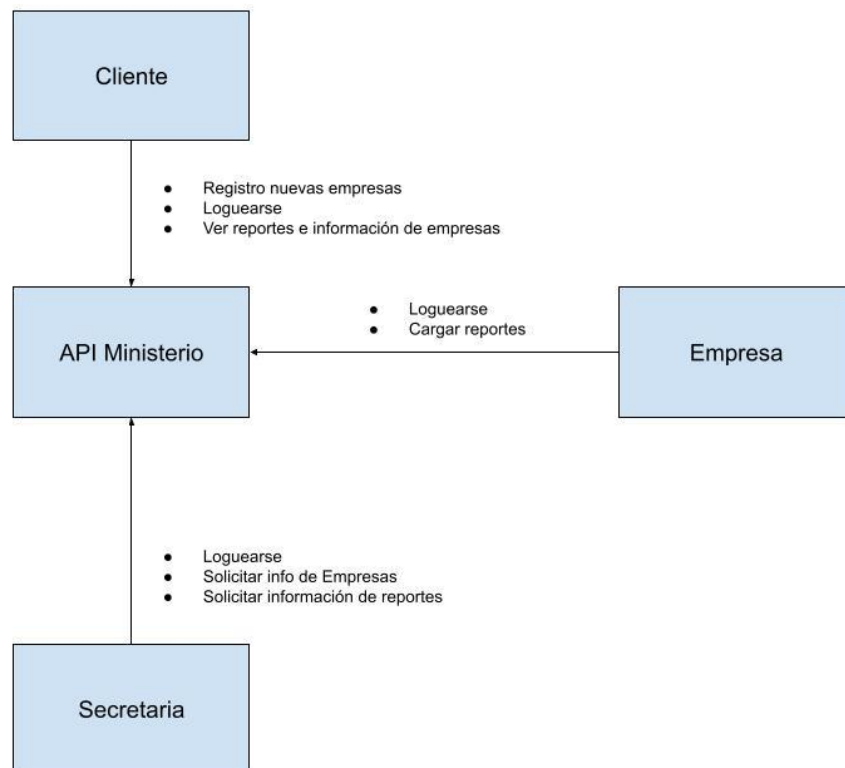 Cliente
● Registro nuevas empresas
● Loguearse
● Ver reportes e información de empresas
API Ministerio
● Loguearse
● Cargar reportes
Empresa
● Loguearse
● Solicitar info de Empresas
● Solicitar información de reportes
Secretaria